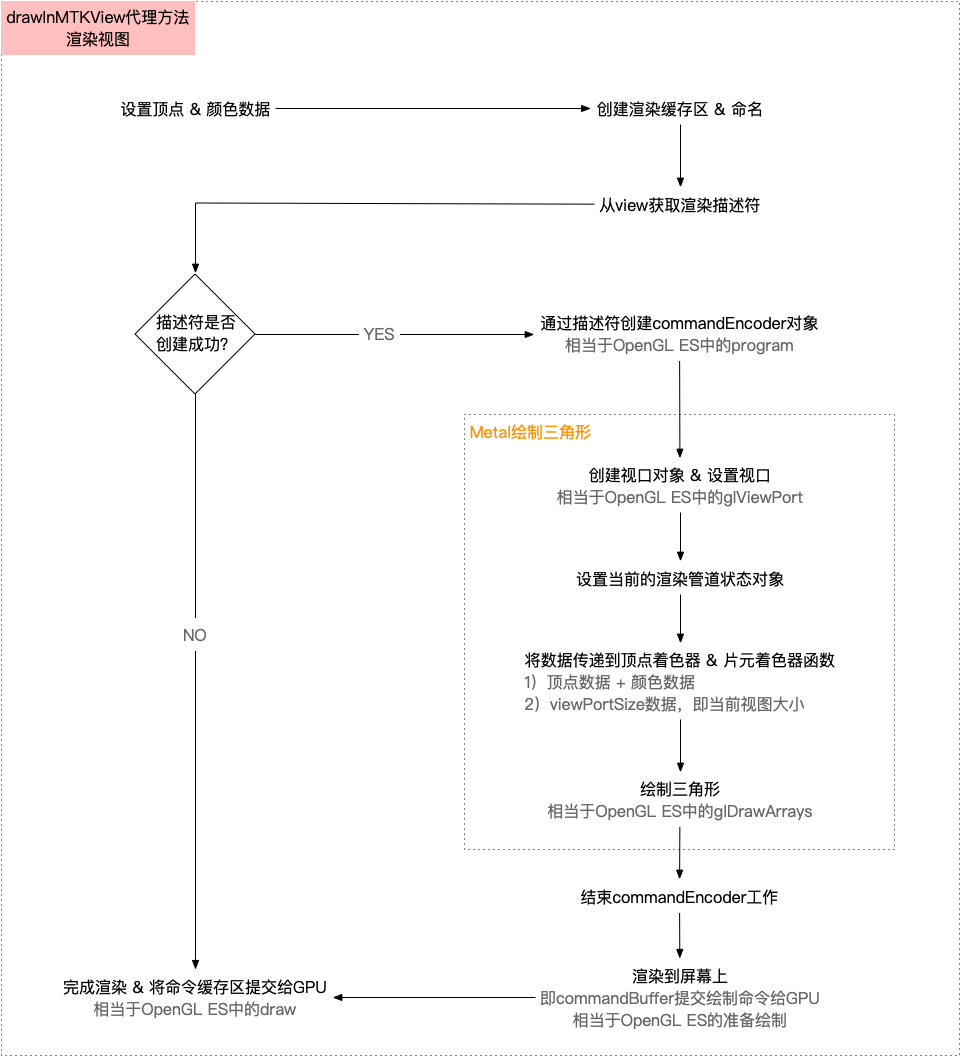 drawInMTKView代理方法
渲染视图
设置顶点 & 颜色数据
创建渲染缓存区 & 命名
从view获取渲染描述符
描述符是否
创建成功?
YES
通过描述符创建commandEncoder对象
相当于OpenGL ES中的program
Metal绘制三角形
创建视口对象 & 设置视口
相当于OpenGL ES中的glViewPort
设置当前的渲染管道状态对象
NO
将数据传递到顶点着色器 & 片元着色器函数
1）顶点数据 + 颜色数据
2）viewPortSize数据，即当前视图大小
绘制三角形
相当于OpenGL ES中的glDrawArrays
结束commandEncoder工作
渲染到屏幕上
即commandBuffer提交绘制命令给GPU
相当于OpenGL ES的准备绘制
完成渲染 & 将命令缓存区提交给GPU
相当于OpenGL ES中的draw